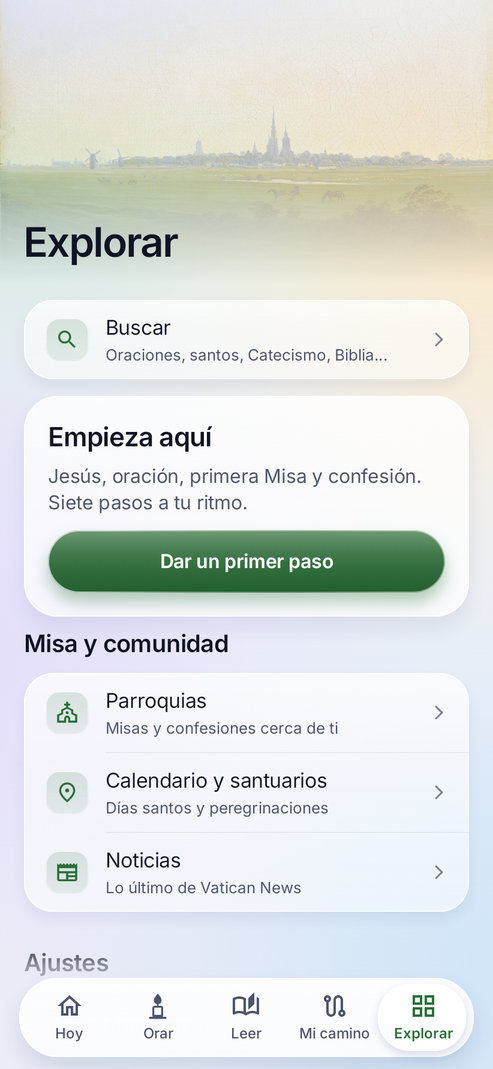 Explorar
Buscar
Oraciones, santos, Catecismo, Biblia...
Empieza aquí
Jesús, oración, primera Misa y confesión.
Siete pasos a tu ritmo.
Dar un primer paso
Misa y comunidad
Parroquias
Misas y confesiones cerca de ti
Calendario y santuarios
Días santos y peregrinaciones
Noticias
Lo último de Vatican News
Ajustes
Hoy
Orar
Leer
Mi camino
Explorar